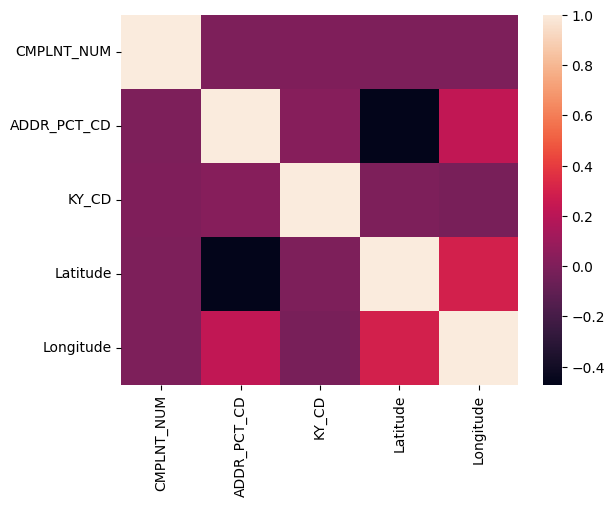 CMPLNT_NUM
ADDR_PCT_CD
KY_CD
Latitude
Longitude
CMPLNT_NUM
ADDR_PCT_CD
KY_CD
Latitude
Longitude
1.0
0.8
0.6
0.4
0.2
0.0
−0.2
−0.4